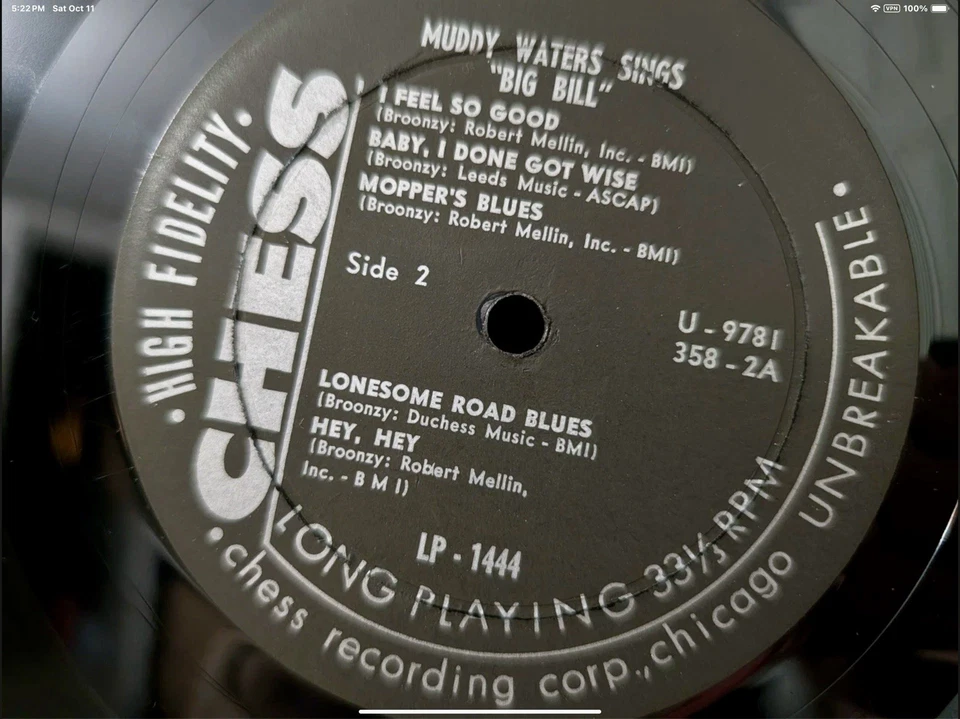 5:22 PM Sat Oct 11
VPN 100%
MUDDY WATERS SINGS
"BIG BILL"
I FEEL SO GOOD
(Broonzy: Robert Mellin, Inc. - BMI)
BABY, I DONE GOT WISE
(Broonzy: Leeds Music - ASCAP)
MOPPER'S BLUES
(Broonzy: Robert Mellin, Inc. - BMI)
Side 2
U - 9781
358 - 2A
LONESOME ROAD BLUES
(Broonzy: Duchess Music - BMI)
HEY, HEY
(Broonzy: Robert Mellin,
Inc. - B M I)
LP - 1444
LONG PLAYING 33⅓ RPM
• HIGH FIDELITY •
CHESS
• chess recording corp., chicago
UNBREAKABLE •